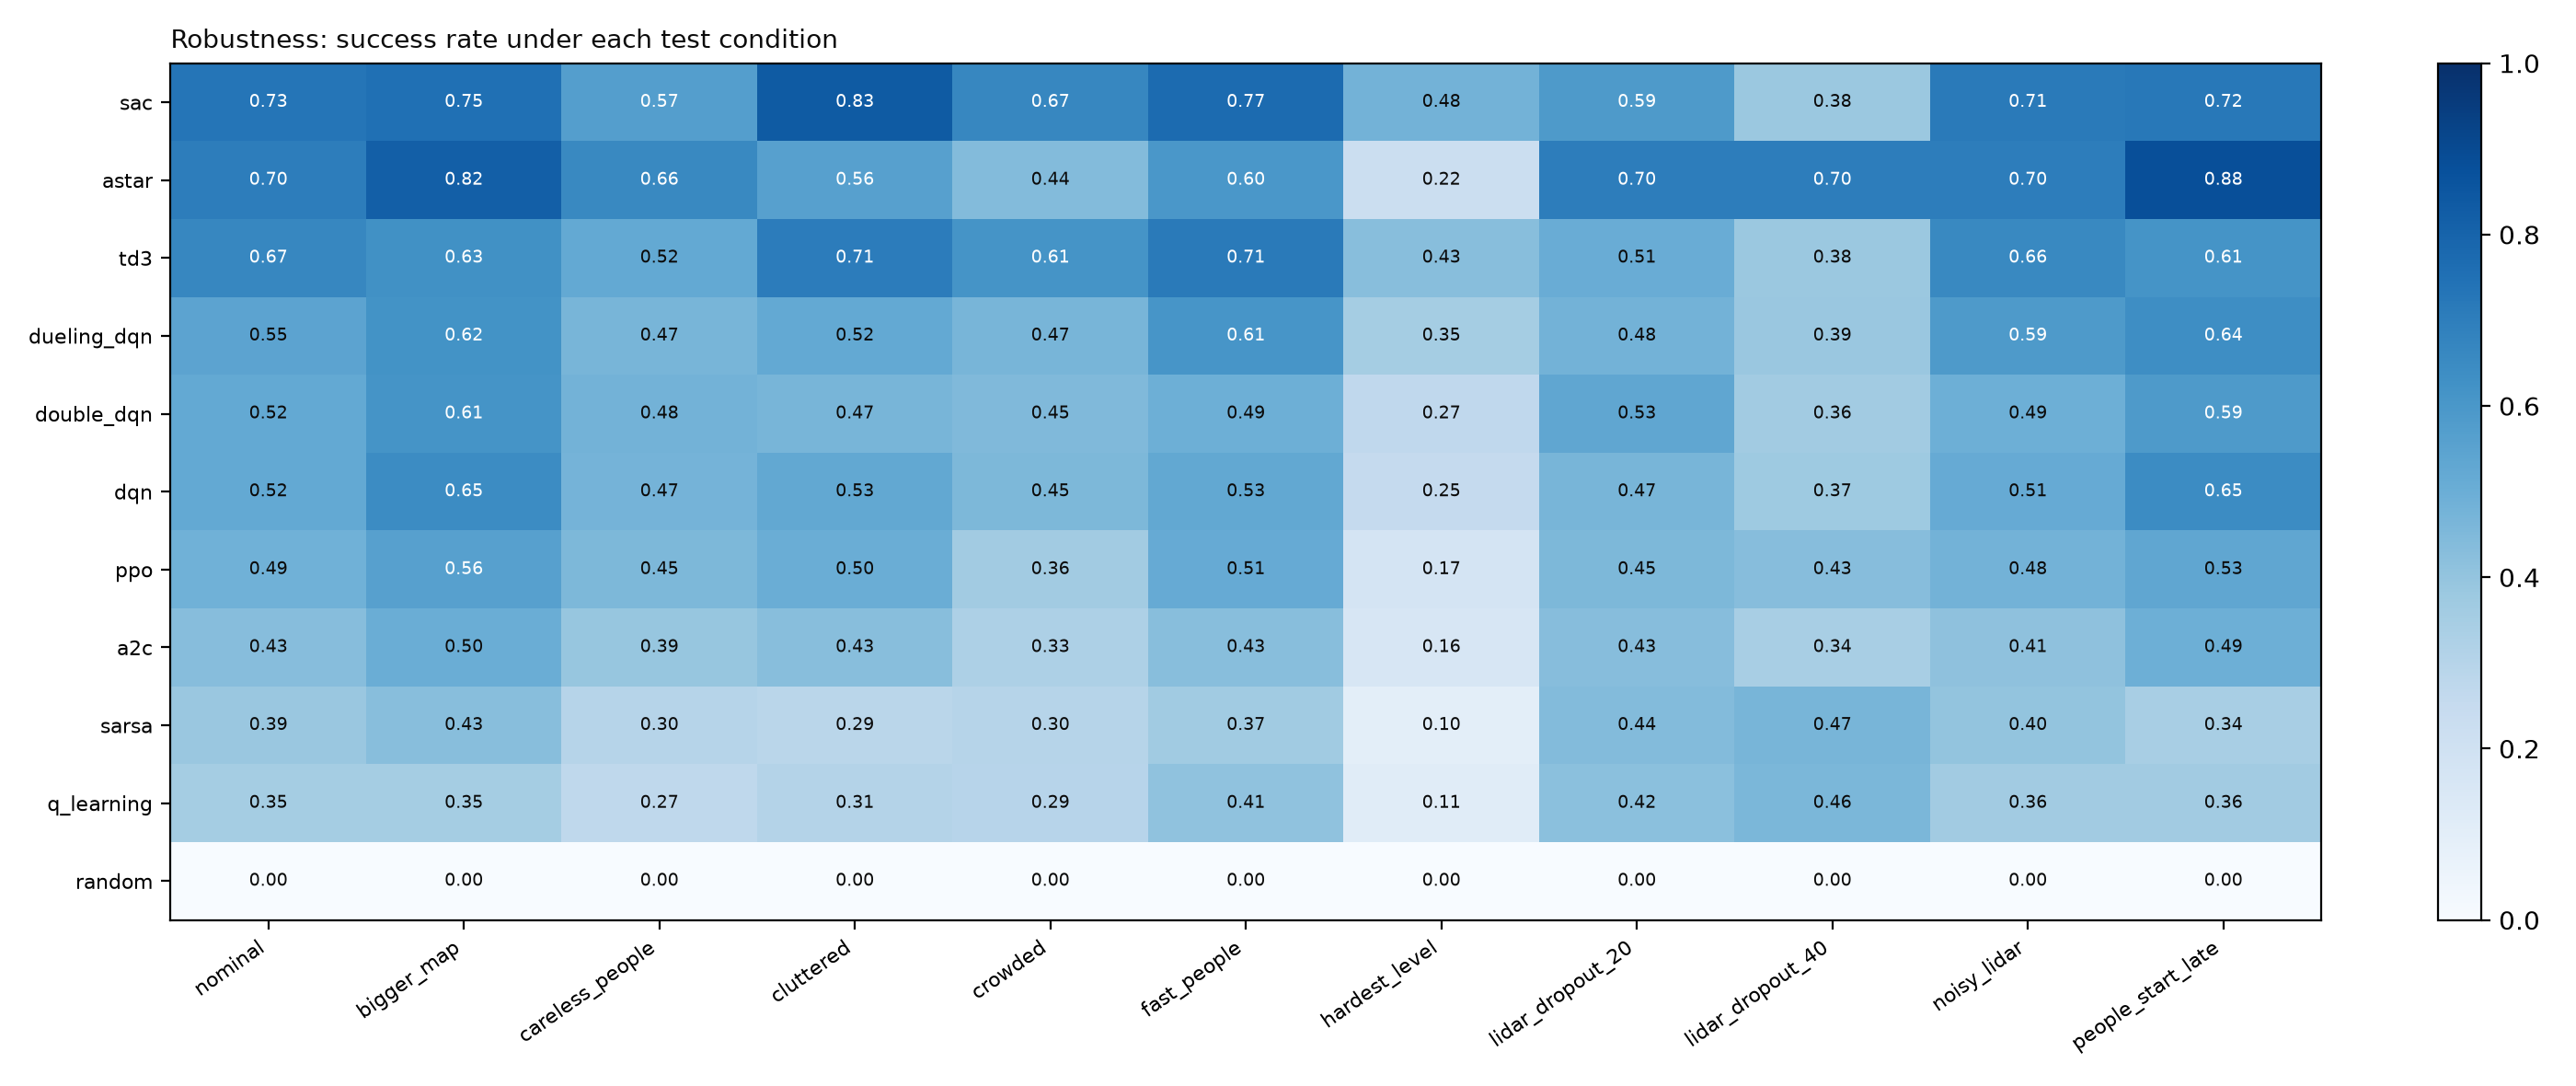 Robustness: success rate under each test condition
sac 0.73 0.75 0.57 0.83 0.67 0.77 0.48 0.59 0.38 0.71 0.72
astar 0.70 0.82 0.66 0.56 0.44 0.60 0.22 0.70 0.70 0.70 0.88
td3 0.67 0.63 0.52 0.71 0.61 0.71 0.43 0.51 0.38 0.66 0.61
dueling_dqn 0.55 0.62 0.47 0.52 0.47 0.61 0.35 0.48 0.39 0.59 0.64
double_dqn 0.52 0.61 0.48 0.47 0.45 0.49 0.27 0.53 0.36 0.49 0.59
dqn 0.52 0.65 0.47 0.53 0.45 0.53 0.25 0.47 0.37 0.51 0.65
ppo 0.49 0.56 0.45 0.50 0.36 0.51 0.17 0.45 0.43 0.48 0.53
a2c 0.43 0.50 0.39 0.43 0.33 0.43 0.16 0.43 0.34 0.41 0.49
sarsa 0.39 0.43 0.30 0.29 0.30 0.37 0.10 0.44 0.47 0.40 0.34
q_learning 0.35 0.35 0.27 0.31 0.29 0.41 0.11 0.42 0.46 0.36 0.36
random 0.00 0.00 0.00 0.00 0.00 0.00 0.00 0.00 0.00 0.00 0.00
nominal bigger_map careless_people cluttered crowded fast_people hardest_level lidar_dropout_20 lidar_dropout_40 noisy_lidar people_start_late
1.0
0.8
0.6
0.4
0.2
0.0